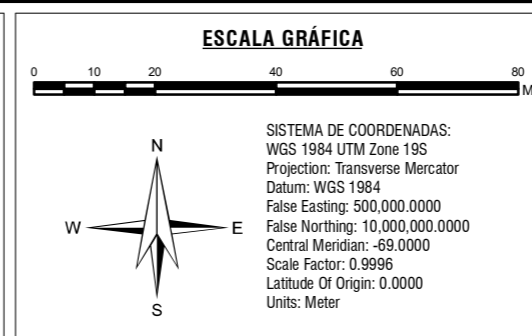 ESCALA GRÁFICA
0 10 20 40 60 80
M
SISTEMA DE COORDENADAS:
WGS 1984 UTM Zone 19S
Projection: Transverse Mercator
Datum: WGS 1984
False Easting: 500,000.0000
False Northing: 10,000,000.0000
Central Meridian: -69.0000
Scale Factor: 0.9996
Latitude Of Origin: 0.0000
Units: Meter
N
W E
S